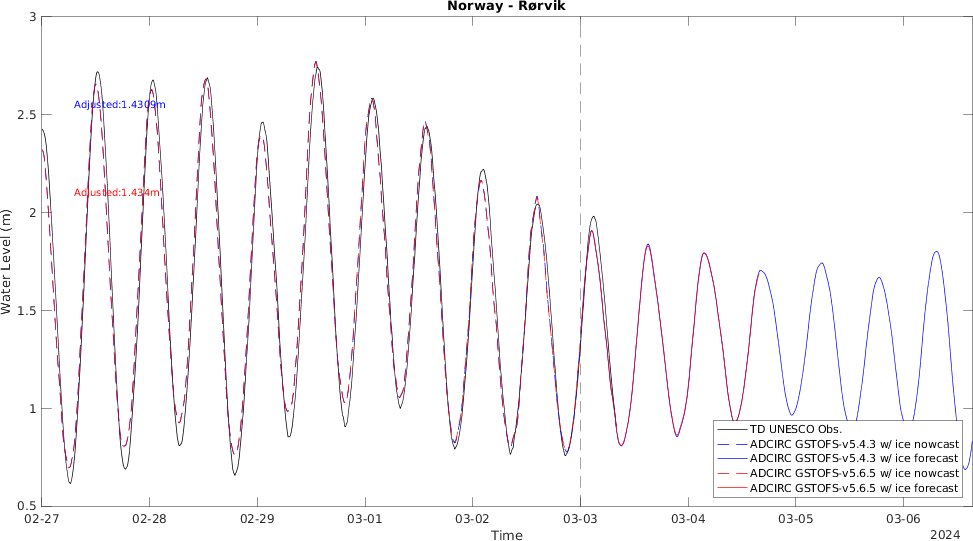 Norway - Rørvik
3
2.5
2
1.5
1
0.5
Water Level (m)
Adjusted:1.4309m
Adjusted:1.434m
TD UNESCO Obs.
ADCIRC GSTOFS-v5.4.3 w/ ice nowcast
ADCIRC GSTOFS-v5.4.3 w/ ice forecast
ADCIRC GSTOFS-v5.6.5 w/ ice nowcast
ADCIRC GSTOFS-v5.6.5 w/ ice forecast
02-27 02-28 02-29 03-01 03-02 03-03 03-04 03-05 03-06
Time
2024